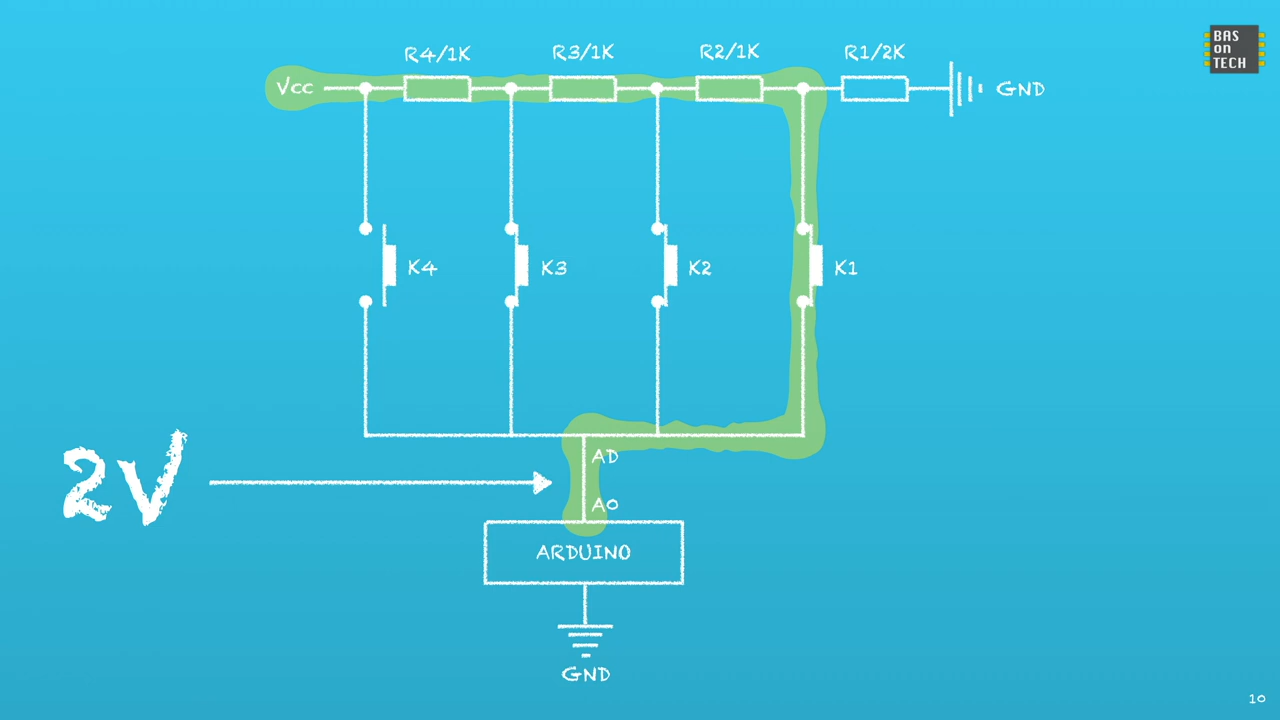 BAS
ON
TECH
R4/1K
R3/1K
R2/1K
R1/2K
VCC
GND
K4
K3
K2
K1
2V
AD
A0
ARDUINO
GND
10